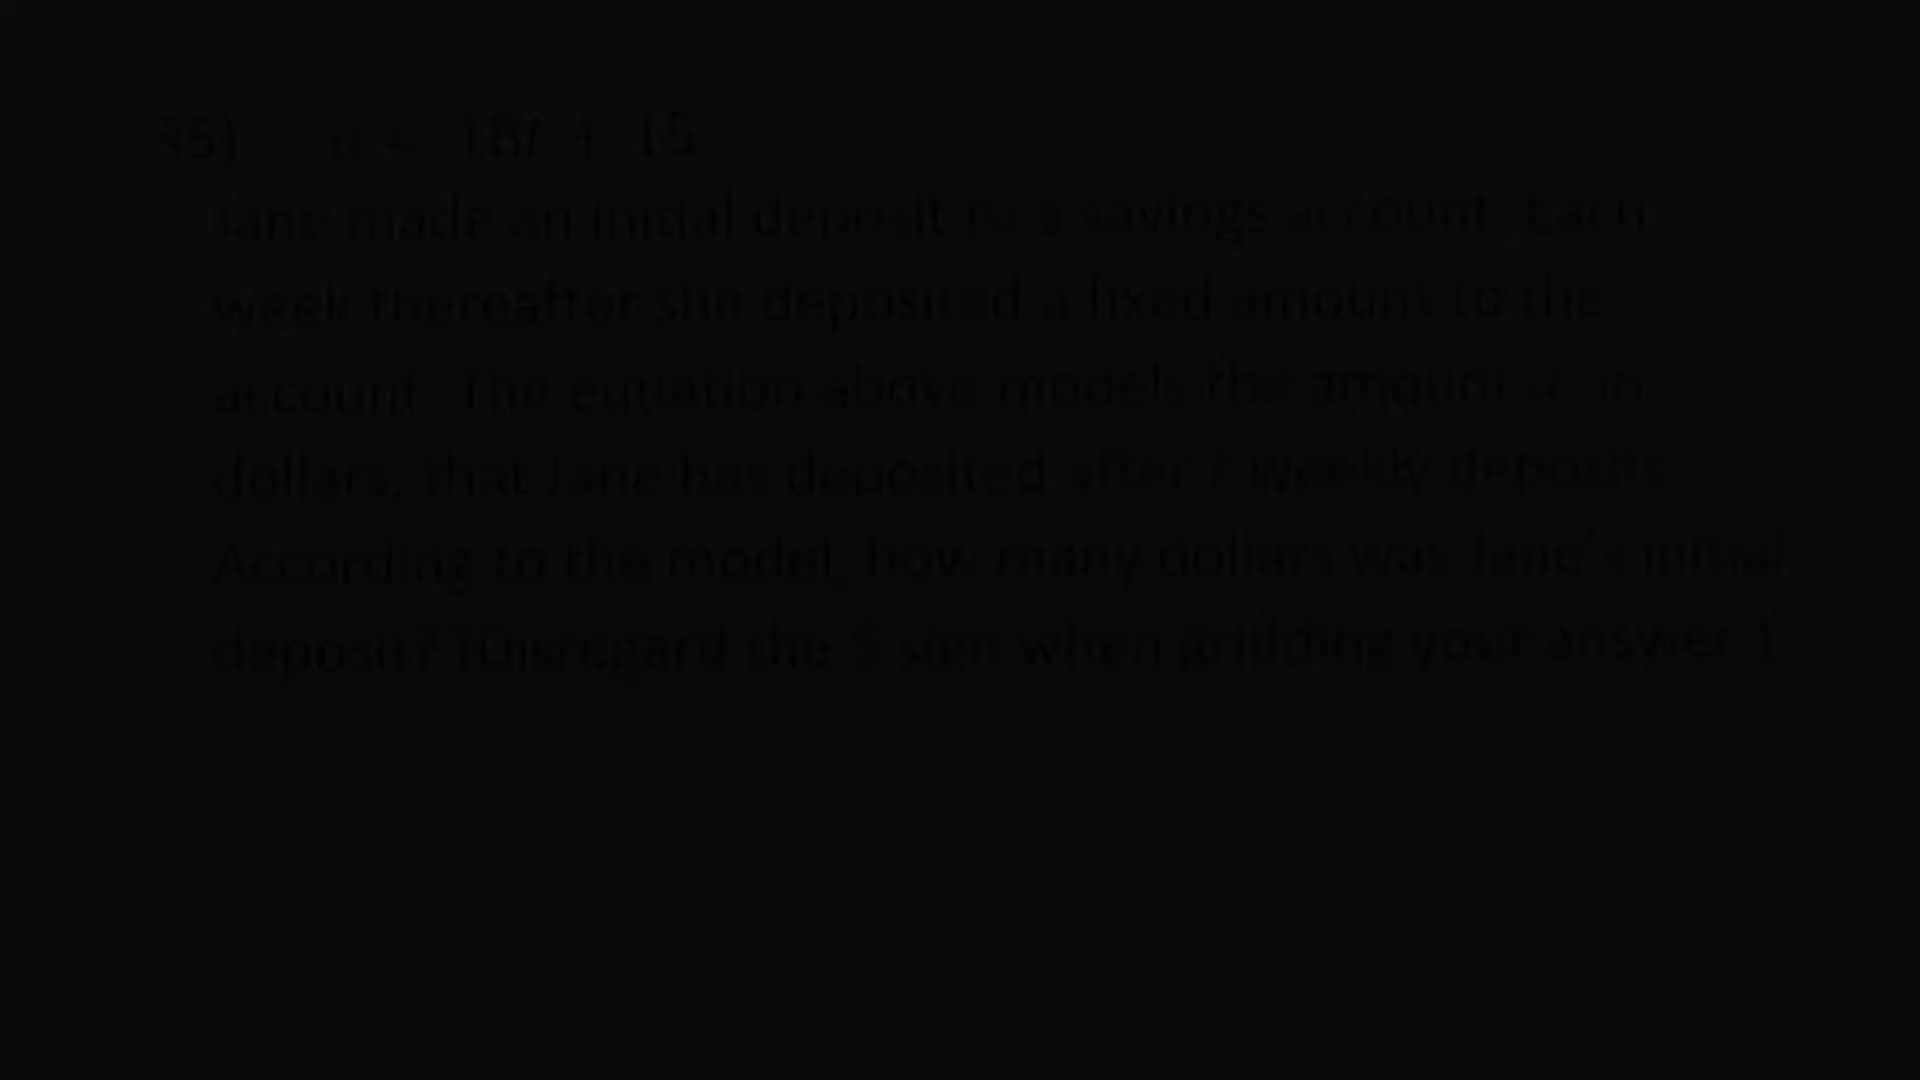 35) a = 18t + 15
Jane made an initial deposit to a savings account. Each
week thereafter she deposited a fixed amount to the
account. The equation above models the amount a, in
dollars, that Jane has deposited after t weekly deposits.
According to the model, how many dollars was Jane's initial
deposit? (Disregard the $ sign when gridding your answer.)